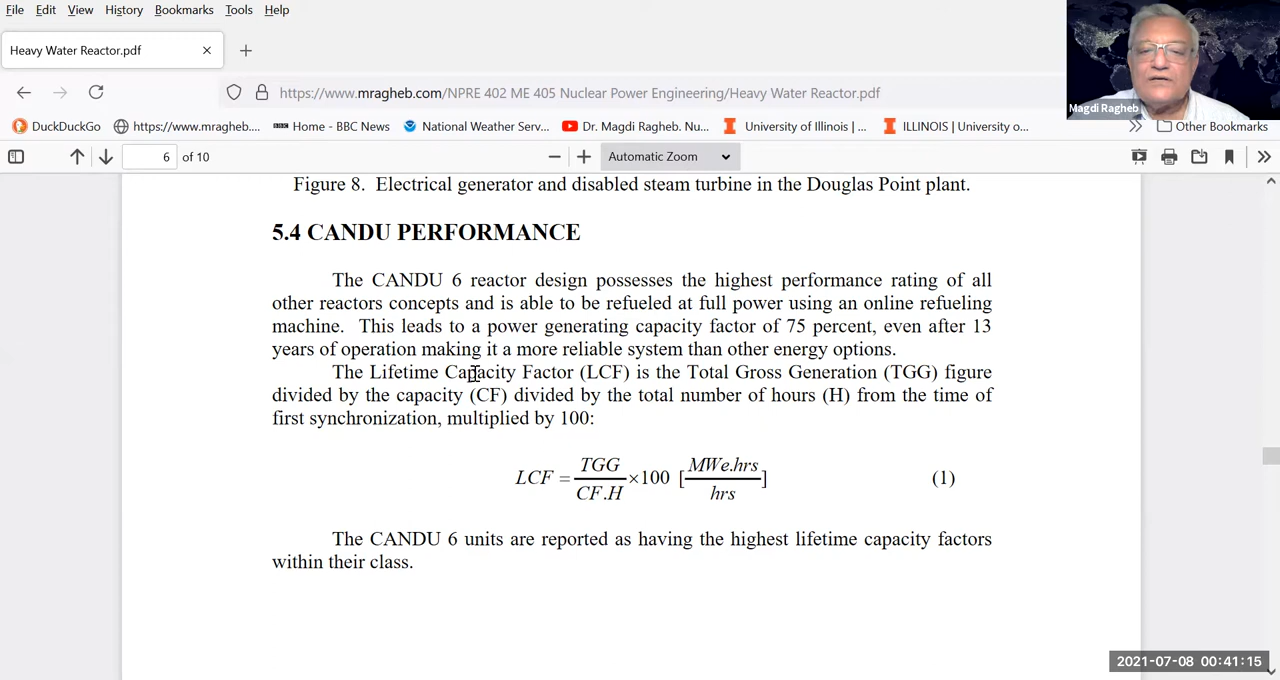 File Edit View History Bookmarks Tools Help
Heavy Water Reactor.pdf
https://www.mragheb.com/NPRE 402 ME 405 Nuclear Power Engineering/Heavy Water Reactor.pdf
Magdi Ragheb
DuckDuckGo https://www.mragheb.... BBC Home - BBC News National Weather Serv... Dr. Magdi Ragheb. Nu... University of Illinois | ... ILLINOIS | University o... Other Bookmarks
6 of 10 Automatic Zoom
Figure 8. Electrical generator and disabled steam turbine in the Douglas Point plant.
5.4 CANDU PERFORMANCE
The CANDU 6 reactor design possesses the highest performance rating of all
other reactors concepts and is able to be refueled at full power using an online refueling
machine. This leads to a power generating capacity factor of 75 percent, even after 13
years of operation making it a more reliable system than other energy options.
The Lifetime Capacity Factor (LCF) is the Total Gross Generation (TGG) figure
divided by the capacity (CF) divided by the total number of hours (H) from the time of
first synchronization, multiplied by 100:
LCF = TGG / CF.H ×100 [MWe.hrs / hrs] (1)
The CANDU 6 units are reported as having the highest lifetime capacity factors
within their class.
2021-07-08 00:41:15